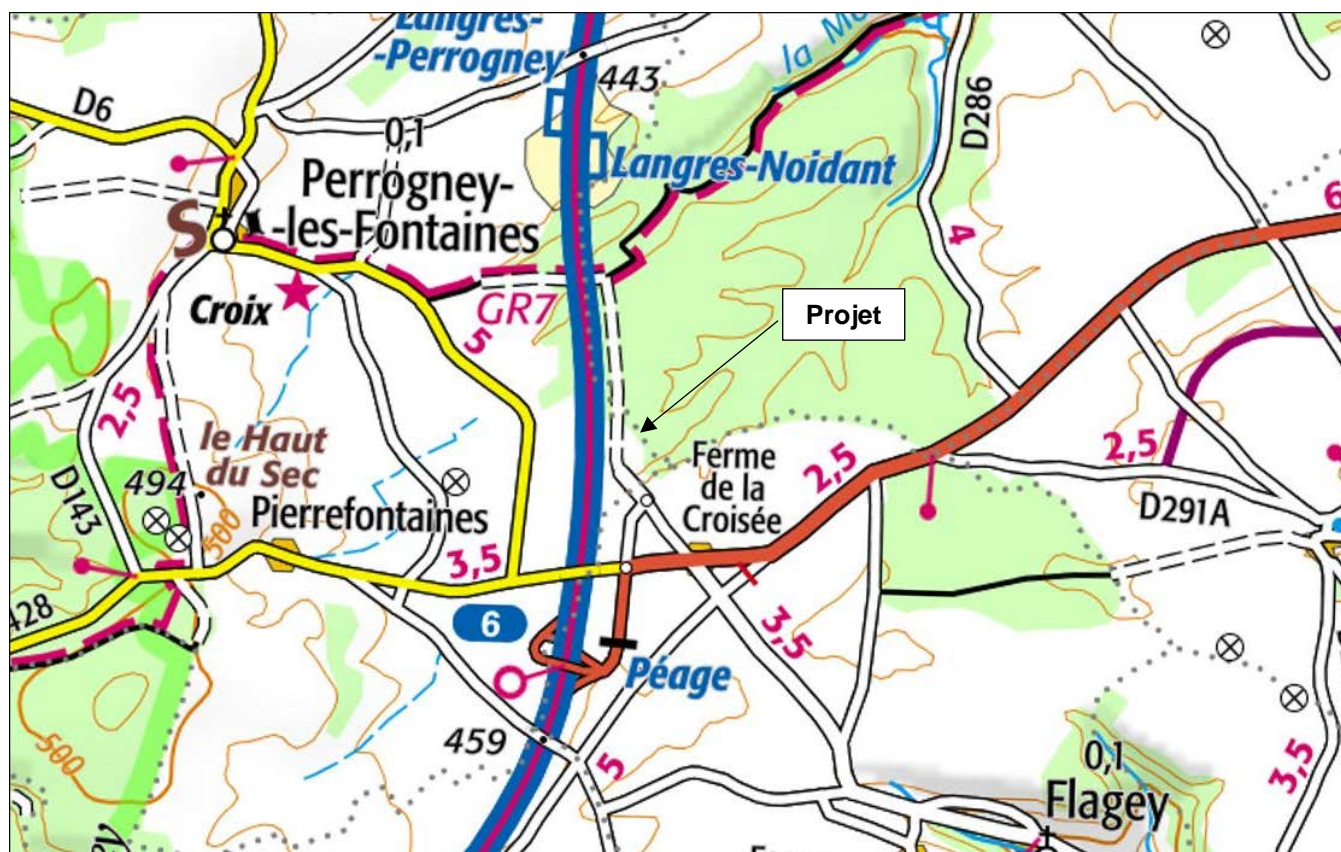 Langres-
-Perrogney
443
la Mo
D6
0,1
D286
Langres-Noidant
Perrogney-
-les-Fontaines
S
4
6
Croix
GR7
5
Projet
2,5
le Haut
du Sec
494
D143
500
Pierrefontaines
3,5
Ferme
de la
Croisée
2,5
2,5
D291A
428
6
3,5
Péage
459
5
500
0,1
Flagey
3,5
ey